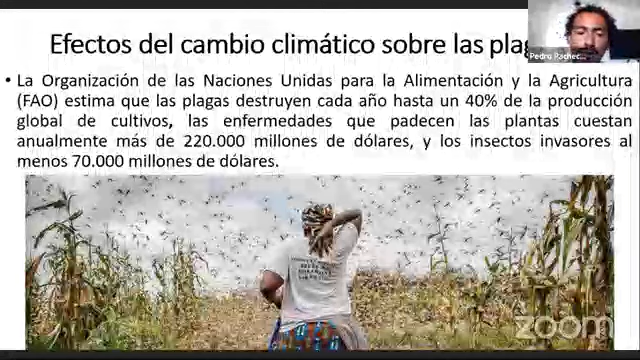 Efectos del cambio climático sobre las
Pedro
• La Organización de las Naciones Unidas para la Alimentación y la Agricultura
(FAO) estima que las plagas destruyen cada año hasta un 40% de la producción
global de cultivos, las enfermedades que padecen las plantas cuestan
anualmente más de 220.000 millones de dólares, y los insectos invasores al
menos 70.000 millones de dólares.
zoom